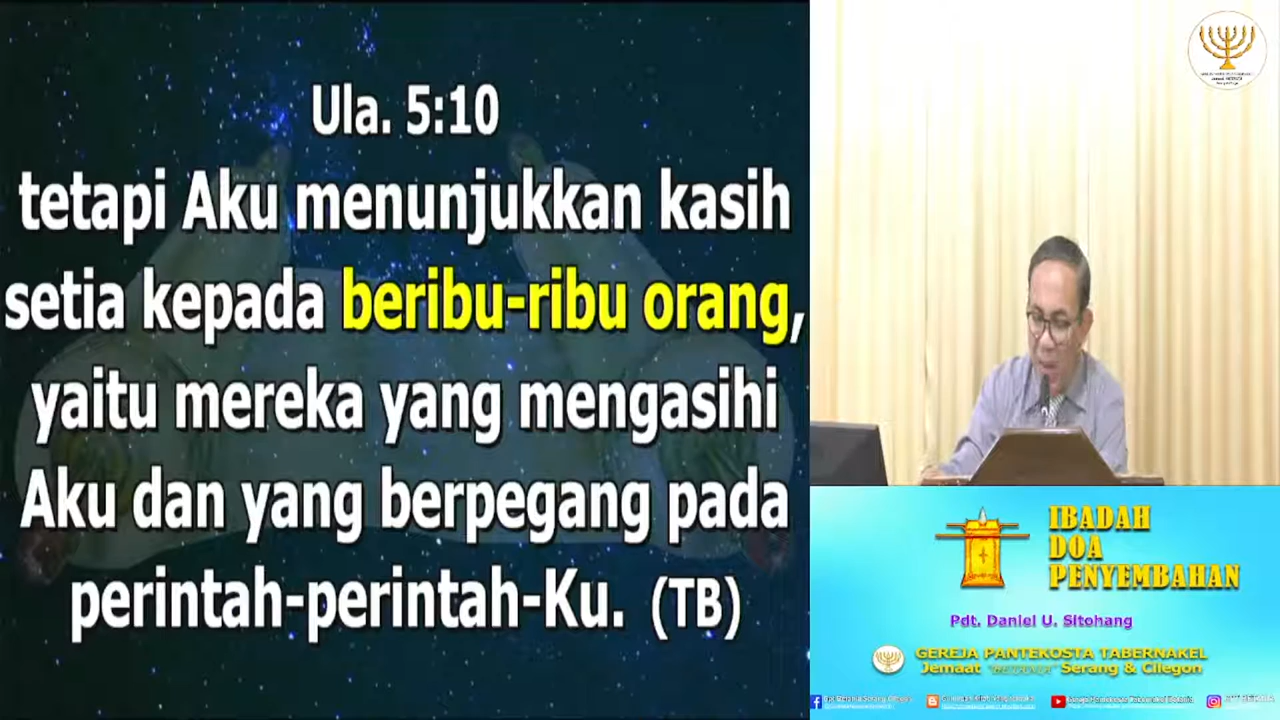 Ula. 5:10
tetapi Aku menunjukkan kasih
setia kepada beribu-ribu orang,
yaitu mereka yang mengasihi
Aku dan yang berpegang pada
perintah-perintah-Ku. (TB)
IBADAH
DOA
PENYEMBAHAN
Pdt. Daniel U. Sitohang
GEREJA PANTEKOSTA TABERNAKEL
Jemaat Serang & Cilegon